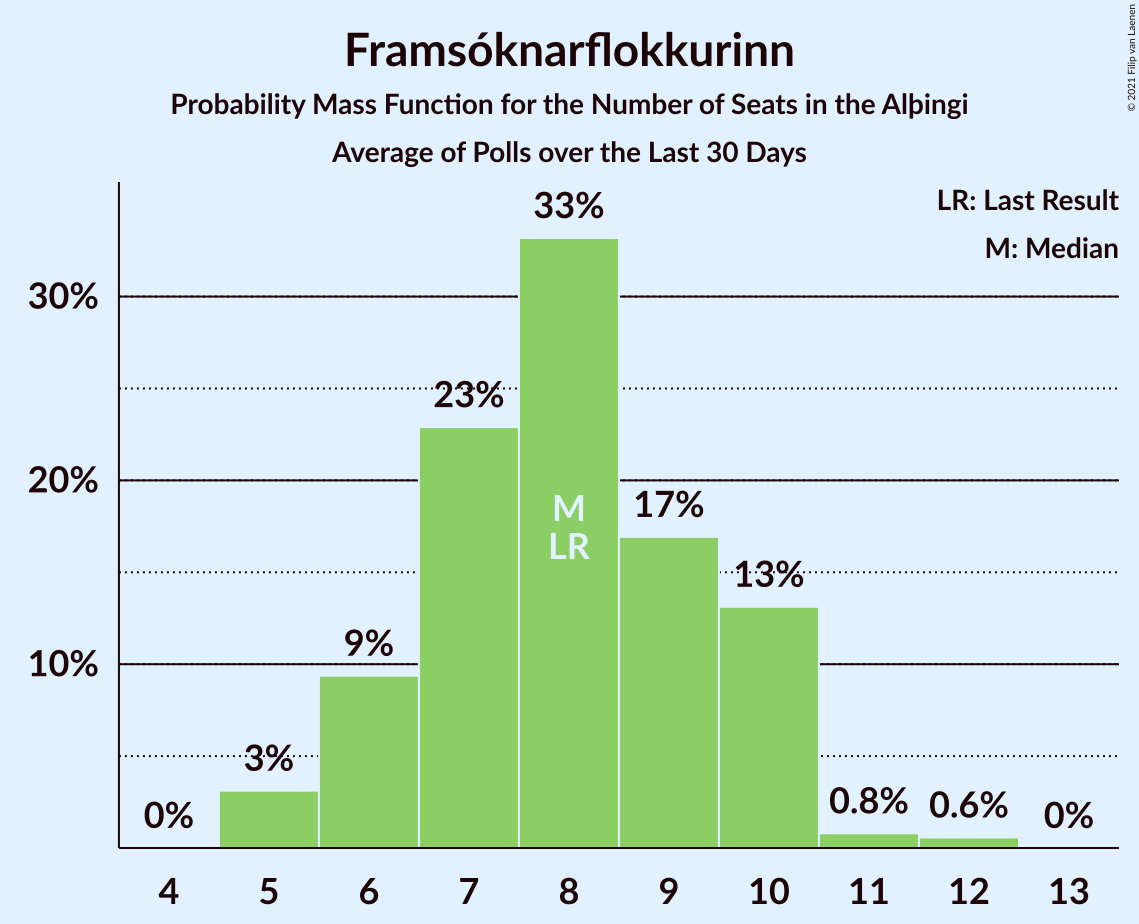 Framsóknarflokkurinn
Probability Mass Function for the Number of Seats in the Alþingi
Average of Polls over the Last 30 Days
© 2021 Filip van Laenen
LR: Last Result
M: Median
33%
30%
23%
20%
M
LR
17%
13%
10%
9%
3%
0%
0.8%
0.6%
0%
4 5 6 7 8 9 10 11 12 13